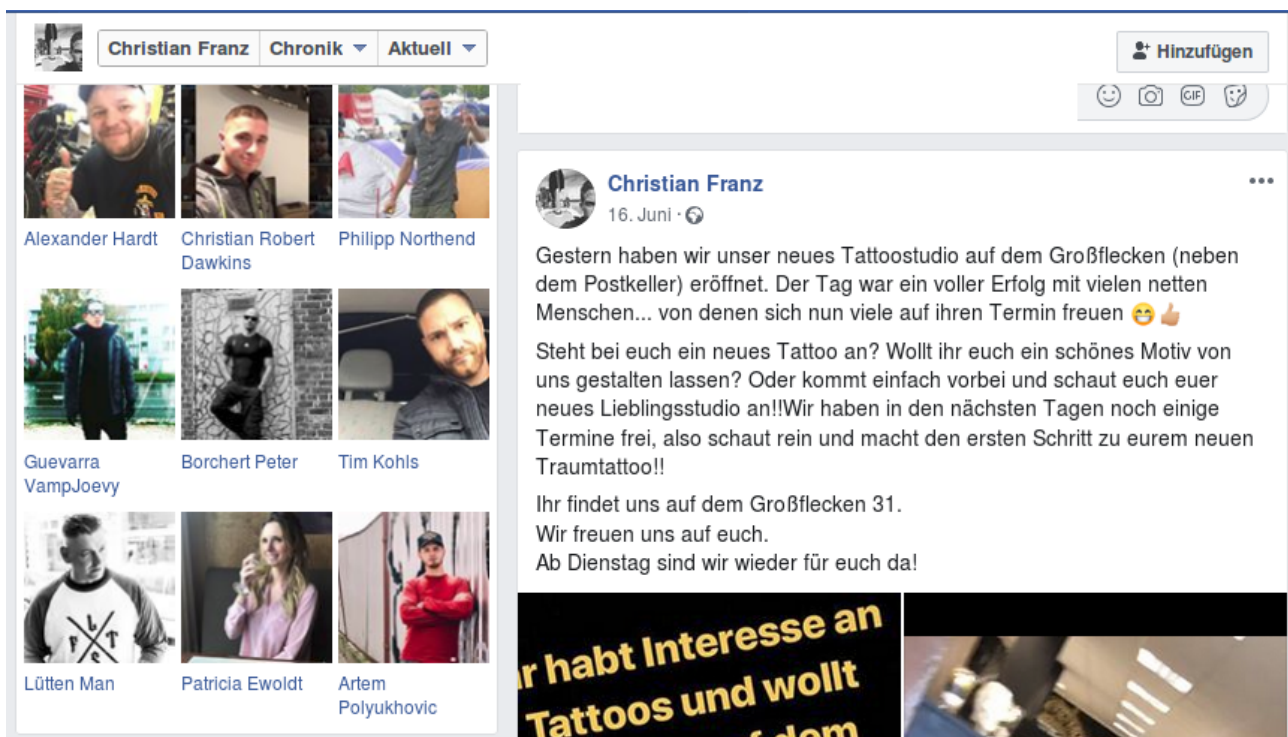 Christian Franz Chronik Aktuell
Hinzufügen
GIF
Alexander Hardt
Christian Robert
Dawkins
Philipp Northend
Guevarra
VampJoevy
Borchert Peter
Tim Kohls
L
F
T
S
Lütten Man
Patricia Ewoldt
Artem
Polyukhovic
Christian Franz
16. Juni ·
Gestern haben wir unser neues Tattoostudio auf dem Großflecken (neben
dem Postkeller) eröffnet. Der Tag war ein voller Erfolg mit vielen netten
Menschen... von denen sich nun viele auf ihren Termin freuen 😁👍🏼
Steht bei euch ein neues Tattoo an? Wollt ihr euch ein schönes Motiv von
uns gestalten lassen? Oder kommt einfach vorbei und schaut euch euer
neues Lieblingsstudio an!!Wir haben in den nächsten Tagen noch einige
Termine frei, also schaut rein und macht den ersten Schritt zu eurem neuen
Traumtattoo!!
Ihr findet uns auf dem Großflecken 31.
Wir freuen uns auf euch.
Ab Dienstag sind wir wieder für euch da!
r habt Interesse an
Tattoos und wollt
f dem